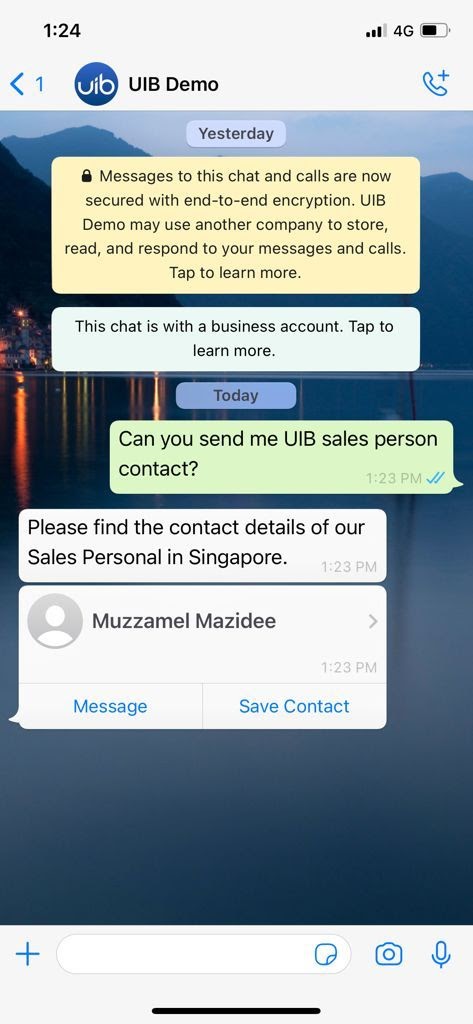 1:24
4G
1
uib
UIB Demo
Yesterday
Messages to this chat and calls are now
secured with end-to-end encryption. UIB
Demo may use another company to store,
read, and respond to your messages and calls.
Tap to learn more.
This chat is with a business account. Tap to
learn more.
Today
Can you send me UIB sales person
contact?
1:23 PM
Please find the contact details of our
Sales Personal in Singapore.
1:23 PM
Muzzamel Mazidee
1:23 PM
Message
Save Contact